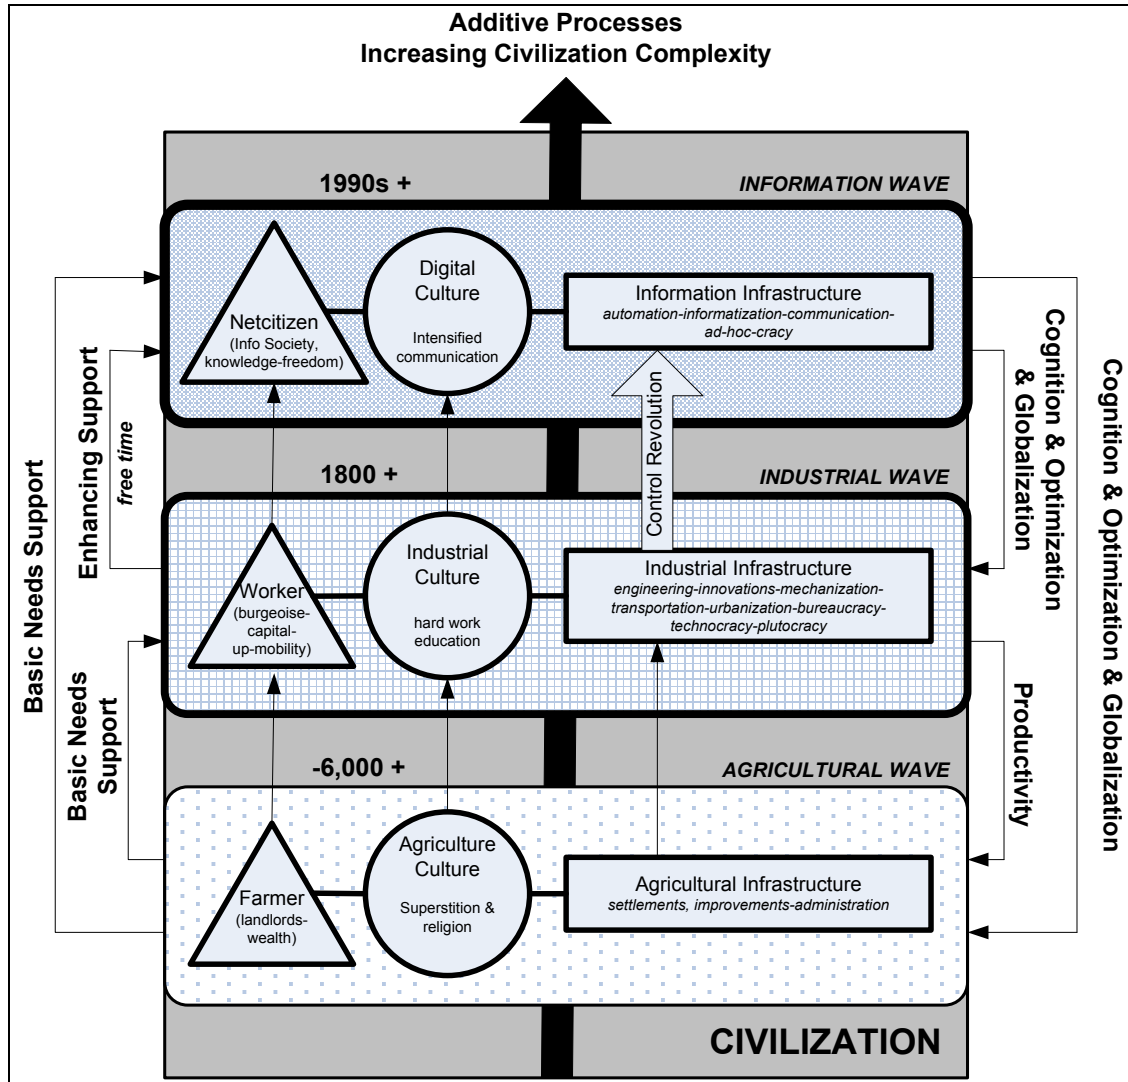 Additive Processes
Increasing Civilization Complexity
1990s +
INFORMATION WAVE
Netcitizen
(Info Society,
knowledge-freedom)
Digital
Culture
Intensified
communication
Information Infrastructure
automation-informatization-communication-
ad-hoc-cracy
Control Revolution
1800 +
INDUSTRIAL WAVE
Worker
(burgeoise-
capital-
up-mobility)
Industrial
Culture
hard work
education
Industrial Infrastructure
engineering-innovations-mechanization-
transportation-urbanization-bureaucracy-
technocracy-plutocracy
-6,000 +
AGRICULTURAL WAVE
Farmer
(landlords-
wealth)
Agriculture
Culture
Superstition &
religion
Agricultural Infrastructure
settlements, improvements-administration
CIVILIZATION
Basic Needs Support
Enhancing Support
free time
Basic Needs
Support
Cognition & Optimization
& Globalization
Productivity
Cognition & Optimization & Globalization